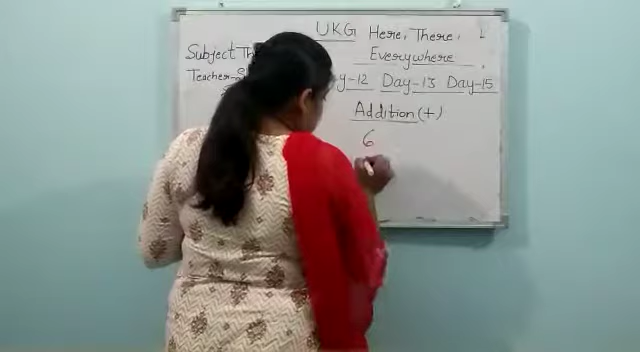 UKG Here, There,
Subject Th
Everywhere
Teacher-S
y-12 Day-13 Day-15
Addition (+)
6